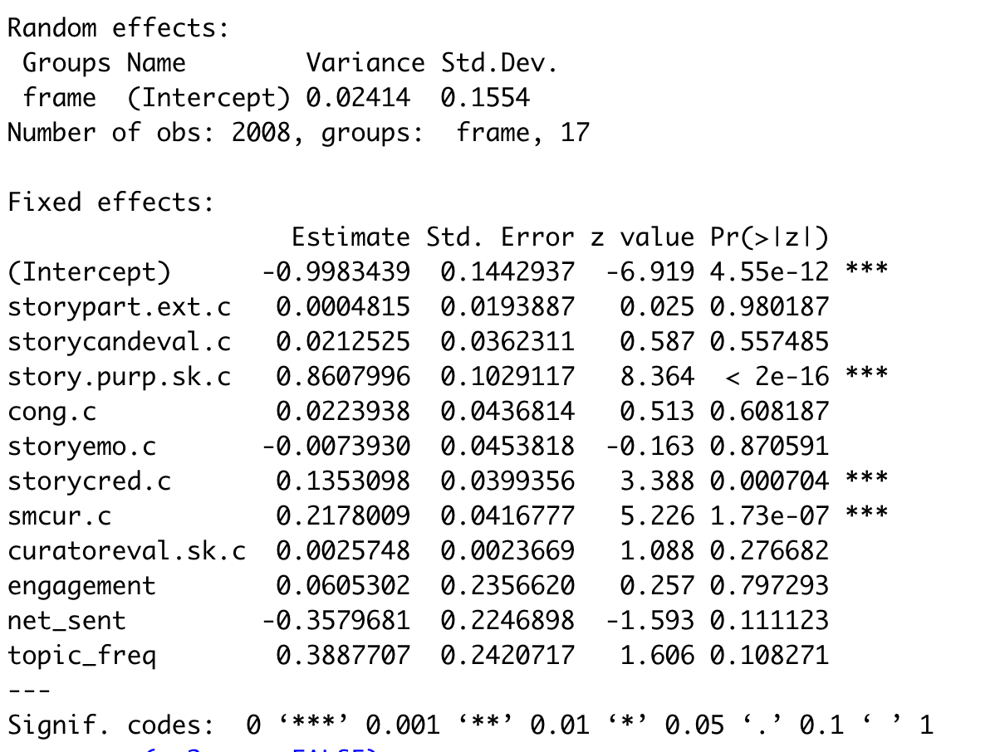 Random effects:
Groups Name        Variance Std.Dev.
frame  (Intercept) 0.02414  0.1554
Number of obs: 2008, groups:  frame, 17
Fixed effects:
Estimate Std. Error z value Pr(>|z|)
(Intercept)      -0.9983439  0.1442937  -6.919 4.55e-12 ***
storypart.ext.c   0.0004815  0.0193887   0.025 0.980187
storycandeval.c   0.0212525  0.0362311   0.587 0.557485
story.purp.sk.c   0.8607996  0.1029117   8.364  < 2e-16 ***
cong.c            0.0223938  0.0436814   0.513 0.608187
storyemo.c       -0.0073930  0.0453818  -0.163 0.870591
storycred.c       0.1353098  0.0399356   3.388 0.000704 ***
smcur.c           0.2178009  0.0416777   5.226 1.73e-07 ***
curatoreval.sk.c  0.0025748  0.0023669   1.088 0.276682
engagement        0.0605302  0.2356620   0.257 0.797293
net_sent         -0.3579681  0.2246898  -1.593 0.111123
topic_freq        0.3887707  0.2420717   1.606 0.108271
---
Signif. codes:  0 ‘***’ 0.001 ‘**’ 0.01 ‘*’ 0.05 ‘.’ 0.1 ‘ ’ 1